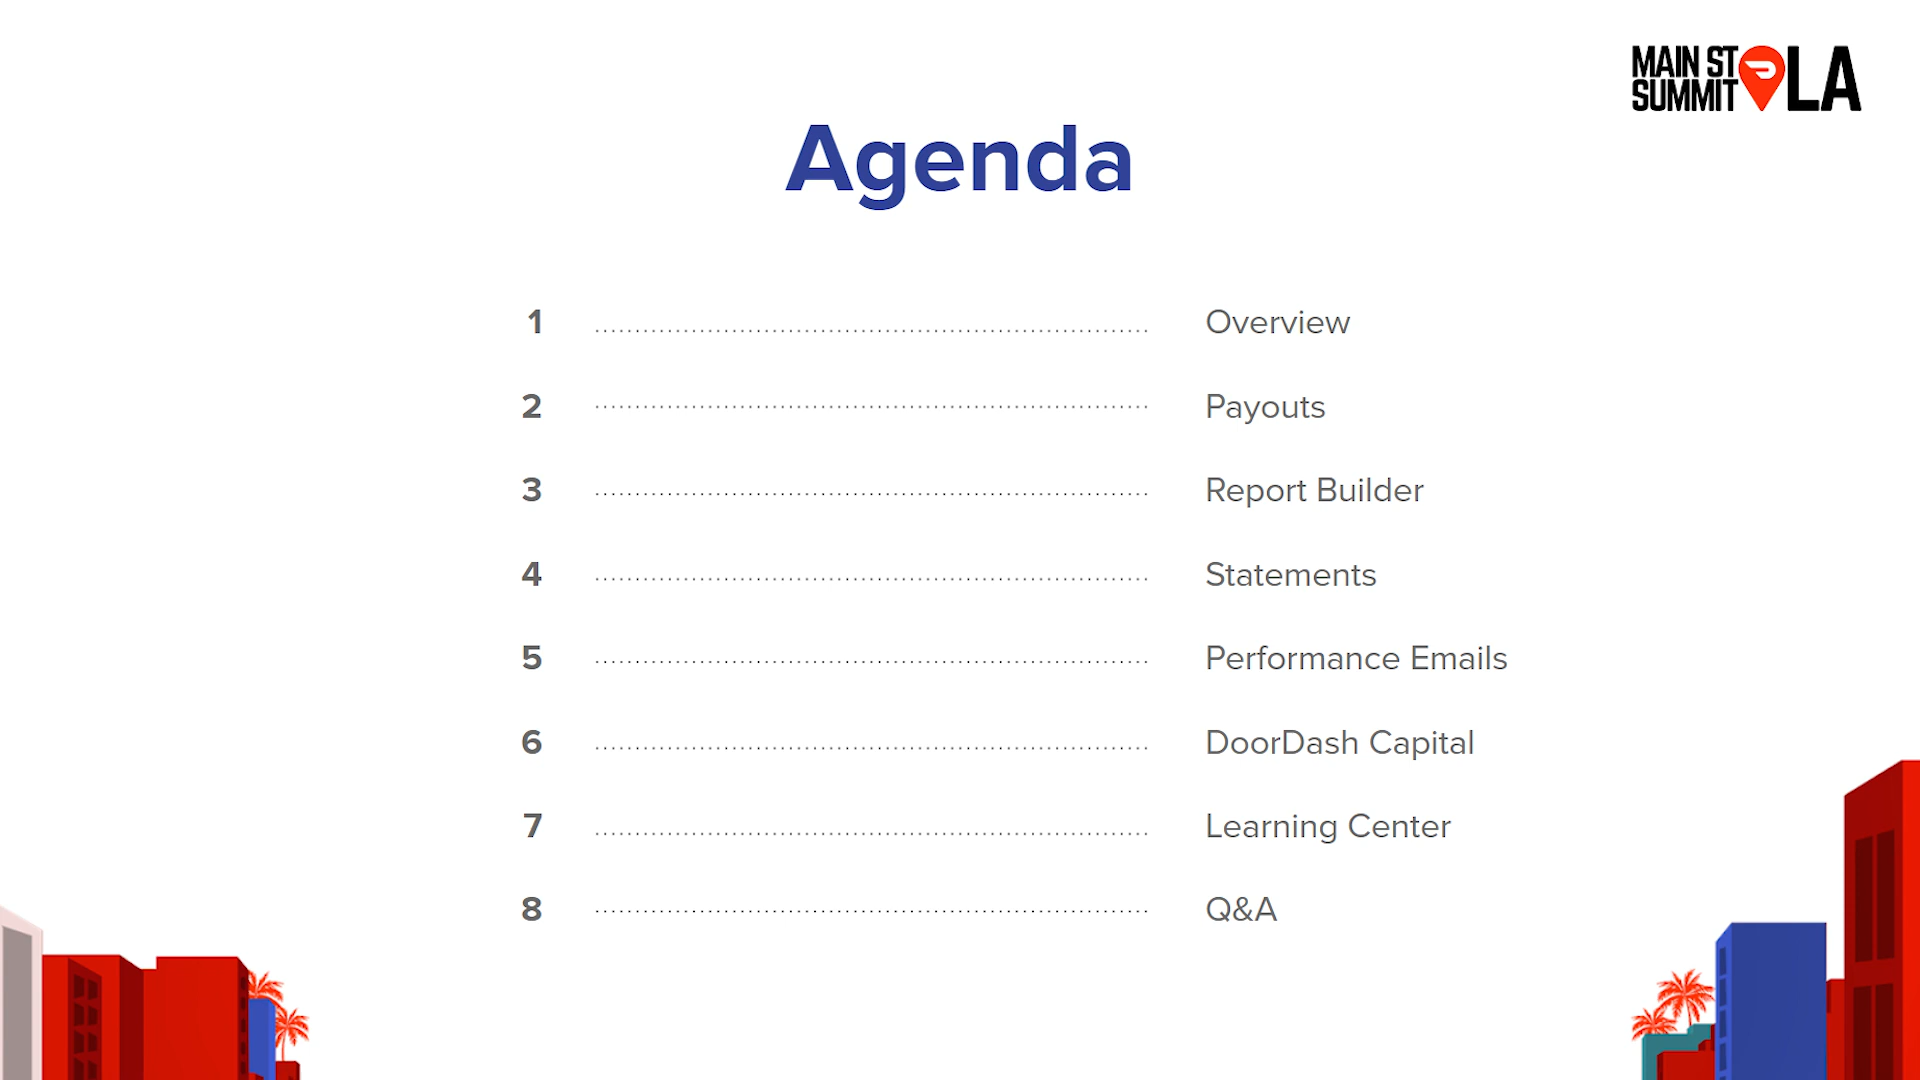 MAIN ST
SUMMIT LA
Agenda
1 Overview
2 Payouts
3 Report Builder
4 Statements
5 Performance Emails
6 DoorDash Capital
7 Learning Center
8 Q&A